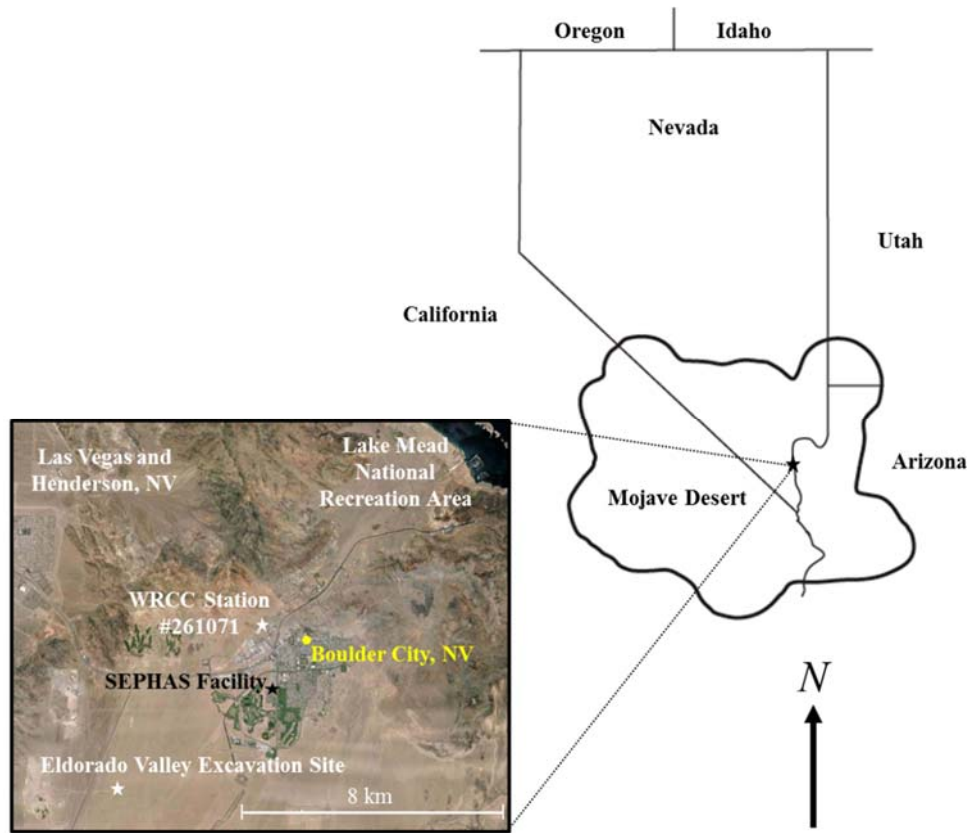 Oregon
Idaho
Nevada
Utah
California
Arizona
Mojave Desert
N
Las Vegas and
Henderson, NV
Lake Mead
National
Recreation Area
WRCC Station
#261071
Boulder City, NV
SEPHAS Facility
Eldorado Valley Excavation Site
8 km